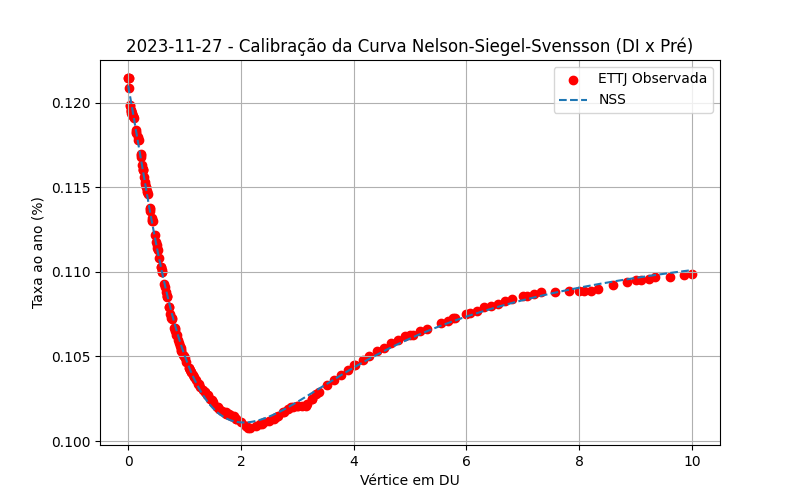 2023-11-27 - Calibração da Curva Nelson-Siegel-Svensson (DI x Pré)
ETTJ Observada
NSS
Taxa ao ano (%)
0.120
0.115
0.110
0.105
0.100
0 2 4 6 8 10
Vértice em DU